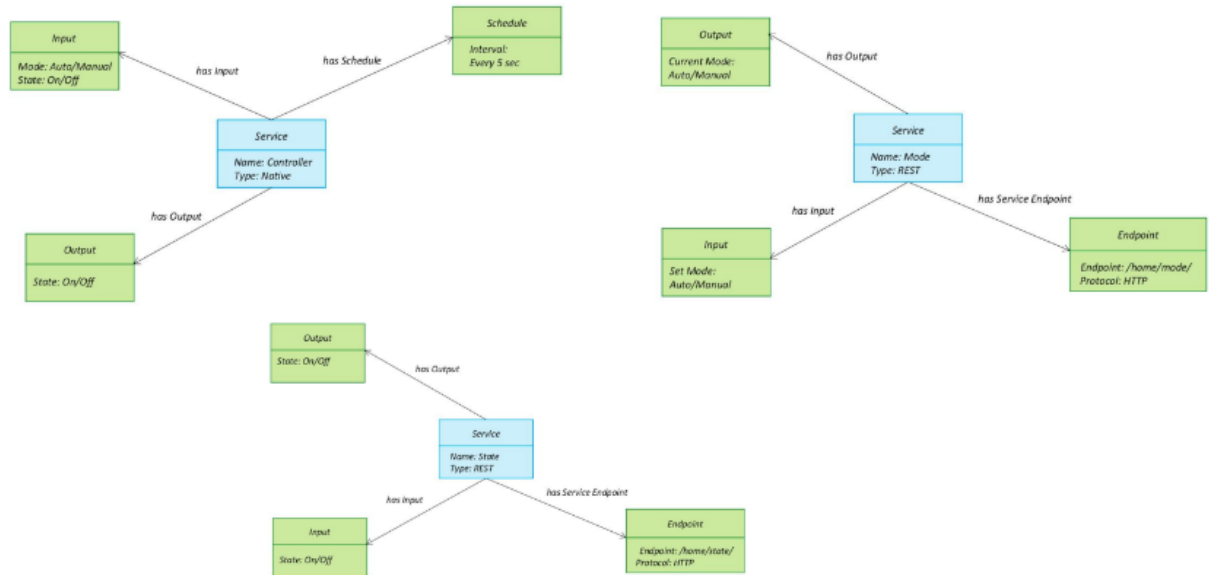 Input
Mode: Auto/Manual
State: On/Off
has Input
has Schedule
Schedule
Interval:
Every 5 sec
Service
Name: Controller
Type: Native
has Output
Output
State: On/Off
Output
Current Mode:
Auto/Manual
has Output
Service
Name: Mode
Type: REST
has Input
has Service Endpoint
Input
Set Mode:
Auto/Manual
Endpoint
Endpoint: /home/mode/
Protocol: HTTP
Output
State: On/Off
has Output
Service
Name: State
Type: REST
has Input
has Service Endpoint
Input
State: On/Off
Endpoint
Endpoint: /home/state/
Protocol: HTTP